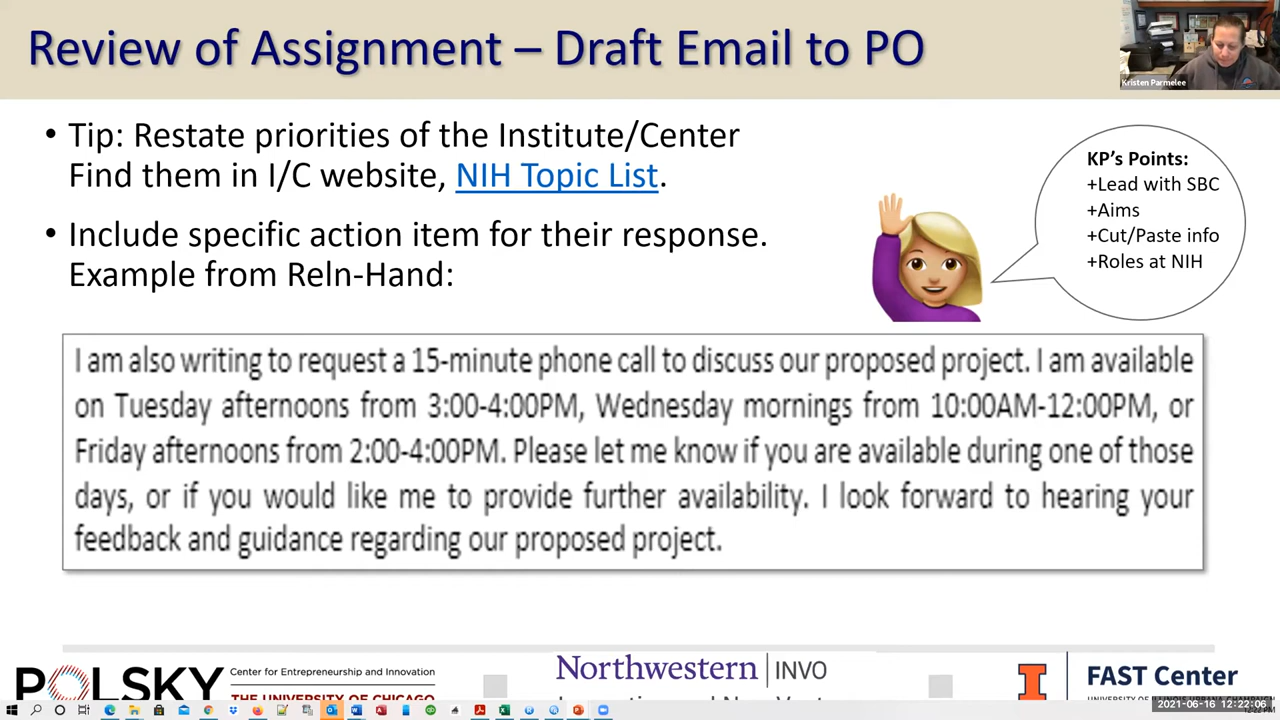 Review of Assignment – Draft Email to PO
Kristen Parmelee
• Tip: Restate priorities of the Institute/Center
Find them in I/C website, NIH Topic List.
• Include specific action item for their response.
Example from Reln-Hand:
KP's Points:
+Lead with SBC
+Aims
+Cut/Paste info
+Roles at NIH
I am also writing to request a 15-minute phone call to discuss our proposed project. I am available
on Tuesday afternoons from 3:00-4:00PM, Wednesday mornings from 10:00AM-12:00PM, or
Friday afternoons from 2:00-4:00PM. Please let me know if you are available during one of those
days, or if you would like me to provide further availability. I look forward to hearing your
feedback and guidance regarding our proposed project.
POLSKY
Center for Entrepreneurship and Innovation
THE UNIVERSITY OF CHICAGO
Northwestern | INVO
I
FAST Center
2021-06-16 12:22:06